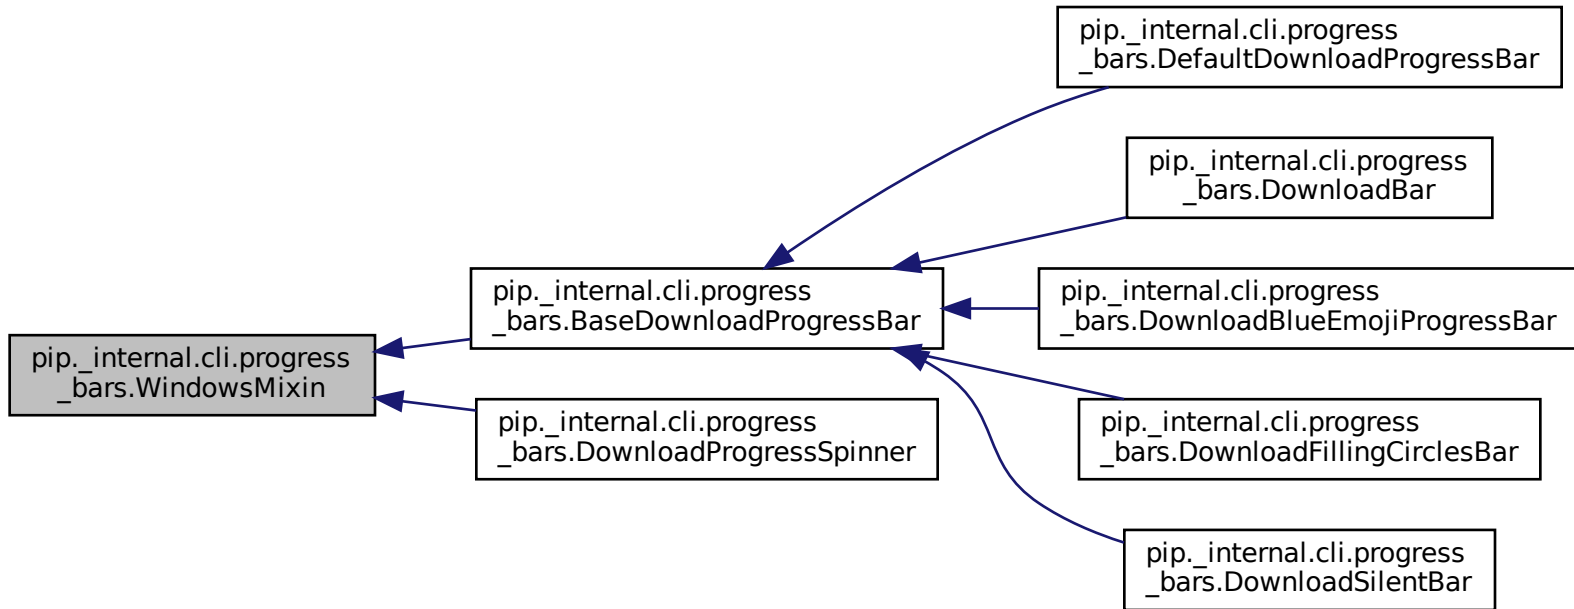 pip._internal.cli.progress
_bars.DefaultDownloadProgressBar
pip._internal.cli.progress
_bars.DownloadBar
pip._internal.cli.progress
_bars.BaseDownloadProgressBar
pip._internal.cli.progress
_bars.DownloadBlueEmojiProgressBar
pip._internal.cli.progress
_bars.WindowsMixin
pip._internal.cli.progress
_bars.DownloadProgressSpinner
pip._internal.cli.progress
_bars.DownloadFillingCirclesBar
pip._internal.cli.progress
_bars.DownloadSilentBar